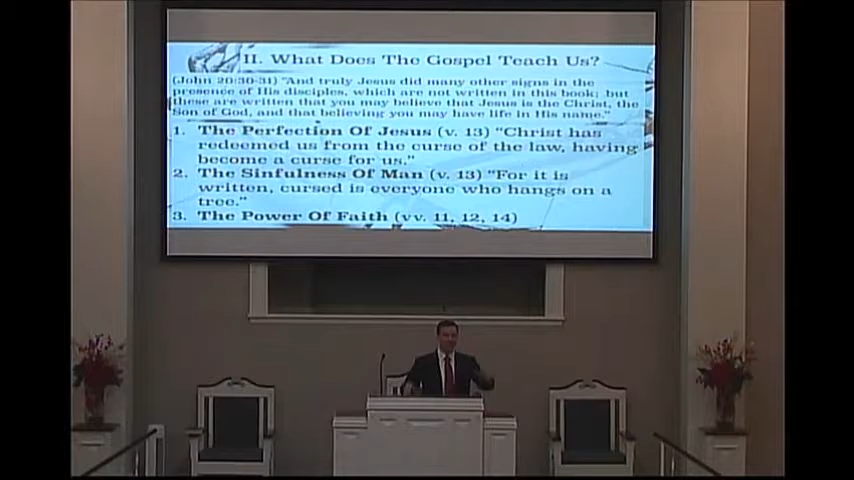 II. What Does The Gospel Teach Us?
(John 20:30-31) "And truly Jesus did many other signs in the
presence of His disciples, which are not written in this book; but
these are written that you may believe that Jesus is the Christ, the
Son of God, and that believing you may have life in His name."
1. The Perfection Of Jesus (v. 13) "Christ has
redeemed us from the curse of the law, having
become a curse for us."
2. The Sinfulness Of Man (v. 13) "For it is
written, cursed is everyone who hangs on a
tree."
3. The Power Of Faith (vv. 11, 12, 14)